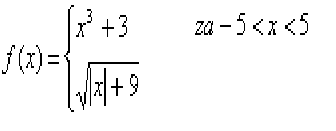 f(x) = { x³ + 3 za − 5 < x < 5
√|x| + 9